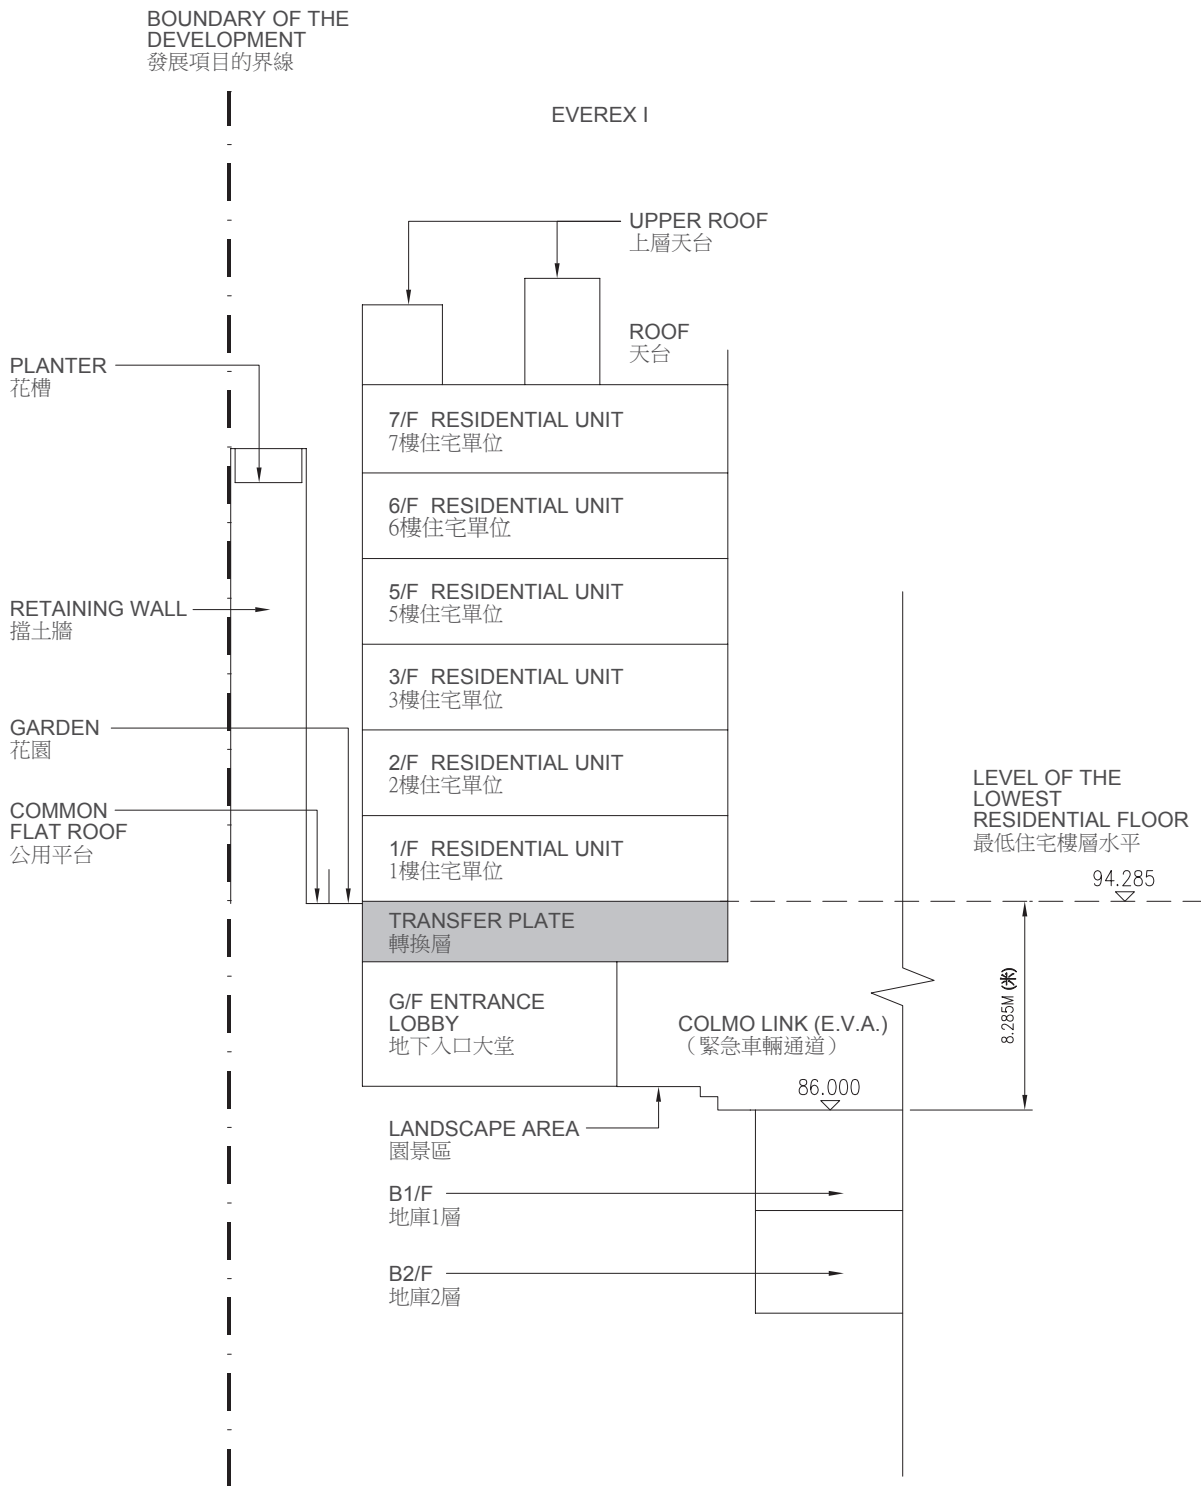 BOUNDARY OF THE
DEVELOPMENT
發展項目的界線
EVEREX I
UPPER ROOF
上層天台
ROOF
天台
PLANTER
花槽
7/F RESIDENTIAL UNIT
7樓住宅單位
6/F RESIDENTIAL UNIT
6樓住宅單位
5/F RESIDENTIAL UNIT
5樓住宅單位
RETAINING WALL
擋土牆
3/F RESIDENTIAL UNIT
3樓住宅單位
GARDEN
花園
2/F RESIDENTIAL UNIT
2樓住宅單位
COMMON
FLAT ROOF
公用平台
1/F RESIDENTIAL UNIT
1樓住宅單位
LEVEL OF THE
LOWEST
RESIDENTIAL FLOOR
最低住宅樓層水平
94.285
TRANSFER PLATE
轉換層
G/F ENTRANCE
LOBBY
地下入口大堂
COLMO LINK (E.V.A.)
（緊急車輛通道）
8.285M (米)
86.000
LANDSCAPE AREA
園景區
B1/F
地庫1層
B2/F
地庫2層